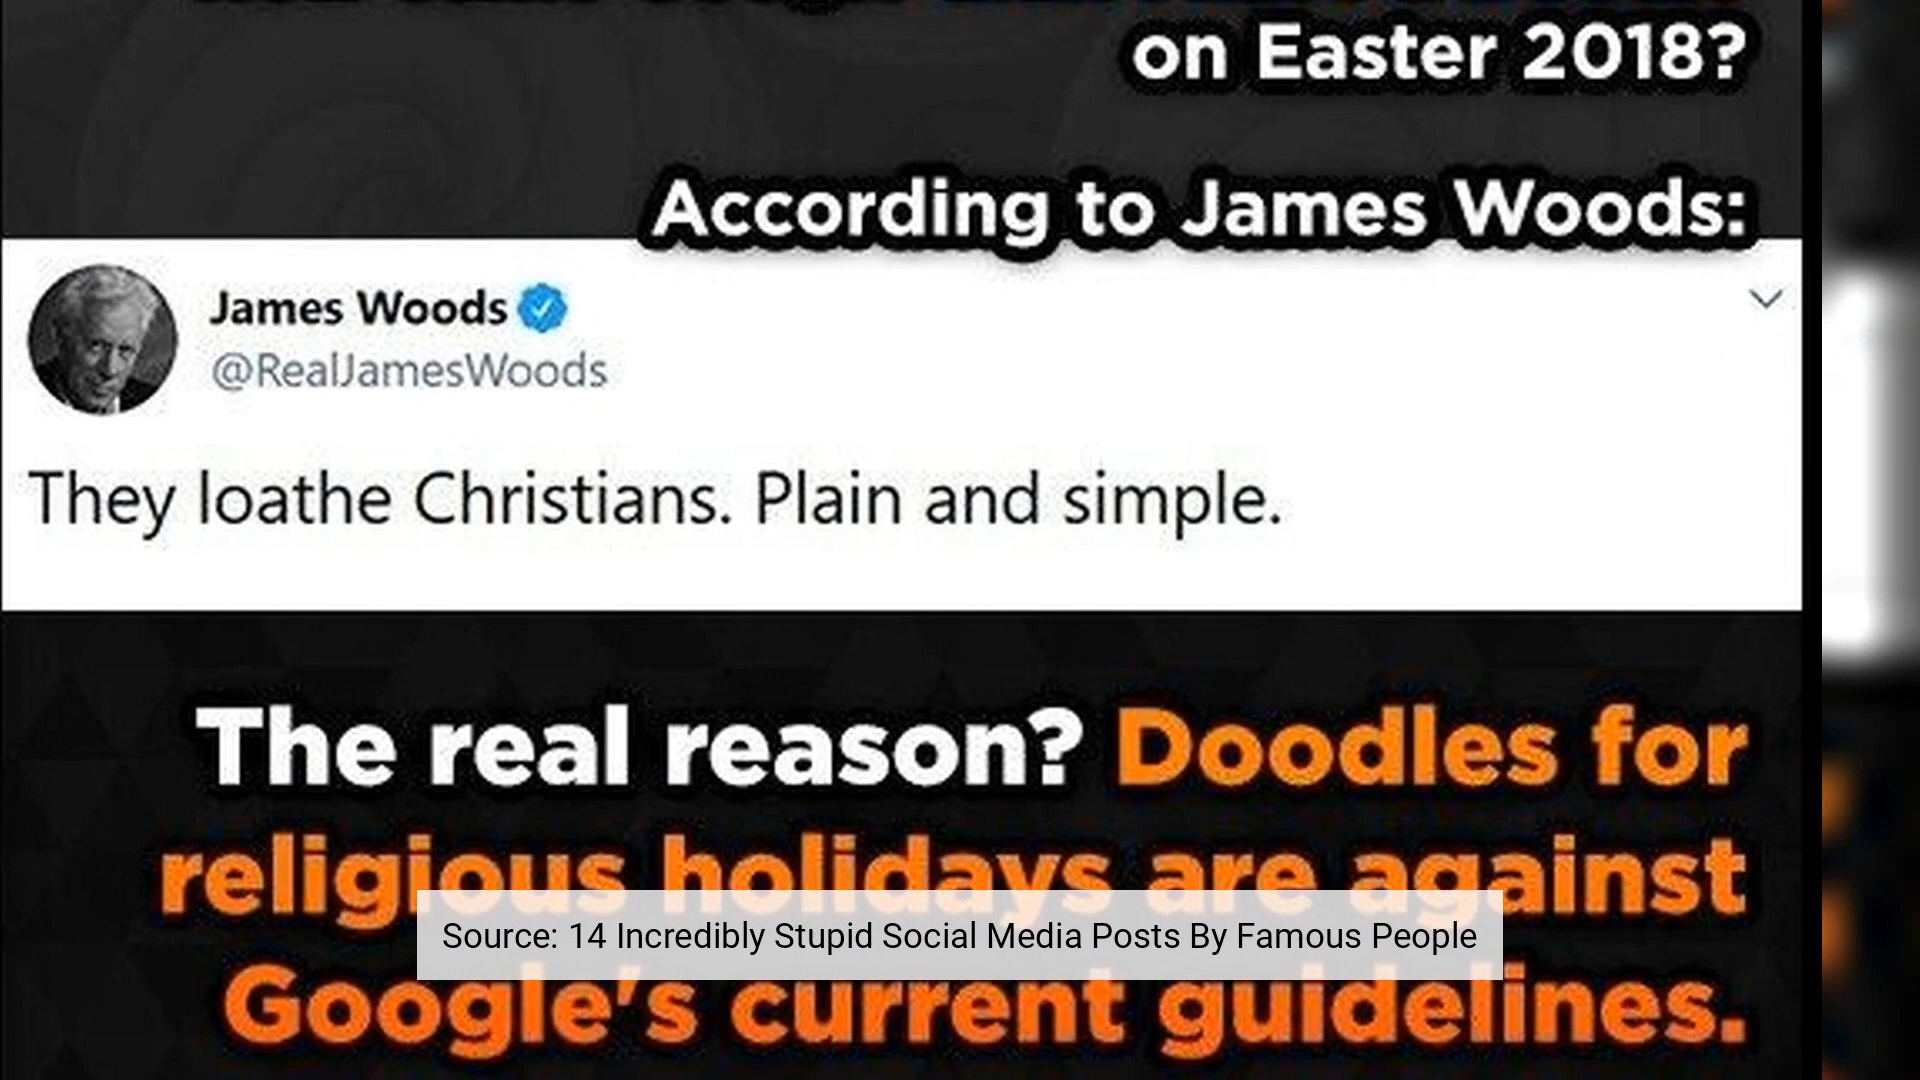 on Easter 2018?
According to James Woods:
James Woods
@RealJamesWoods
They loathe Christians. Plain and simple.
The real reason? Doodles for
religious holidays are against
Source: 14 Incredibly Stupid Social Media Posts By Famous People
Google's current guidelines.